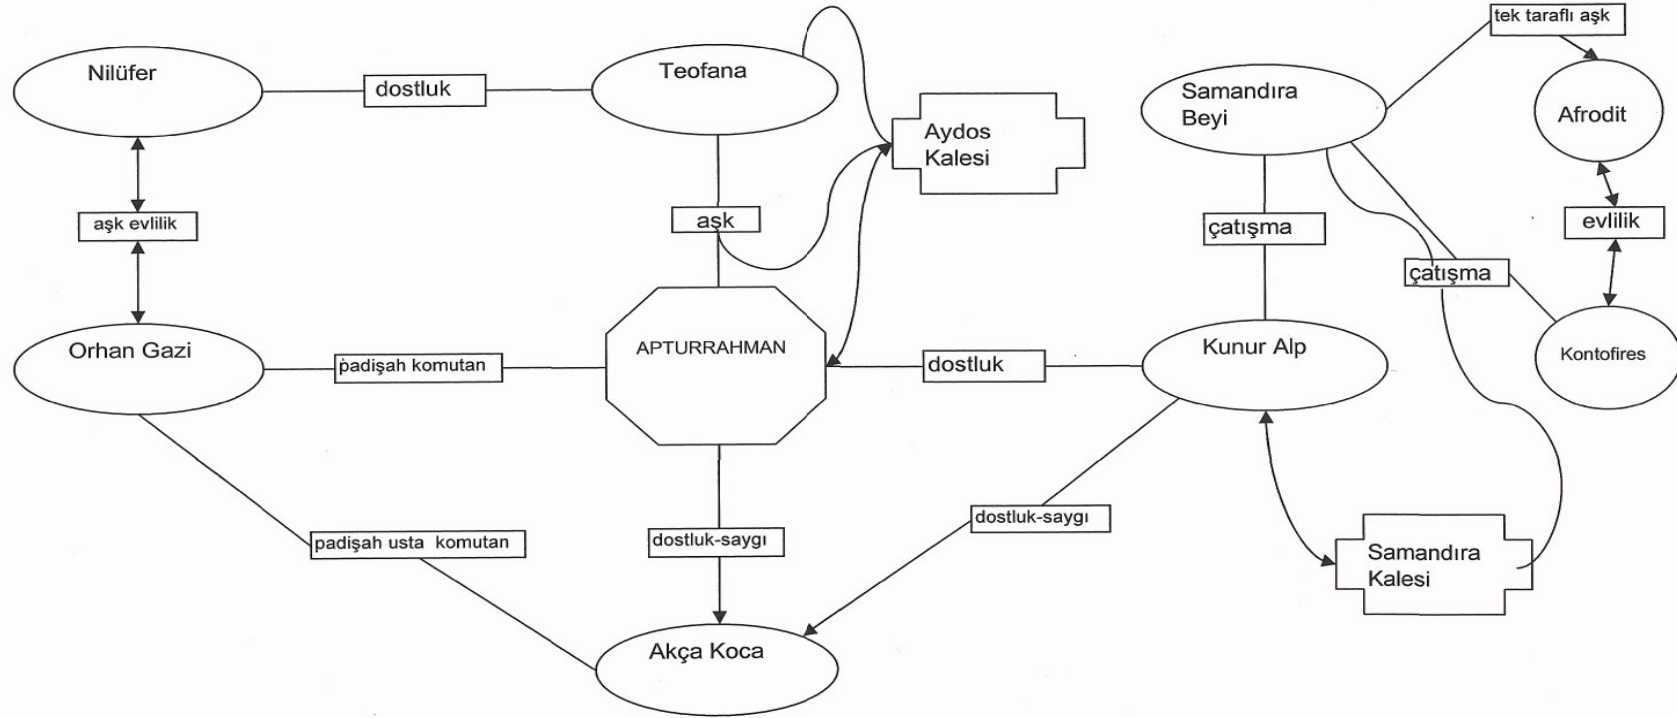 tek taraflı aşk
Nilüfer
Teofana
dostluk
Samandıra
Beyi
Afrodit
Aydos
Kalesi
aşk evlilik
aşk
çatışma
evlilik
çatışma
Orhan Gazi
padişah komutan
APTURRAHMAN
dostluk
Kunur Alp
Kontofires
padişah usta komutan
dostluk-saygı
dostluk-saygı
Samandıra
Kalesi
Akça Koca